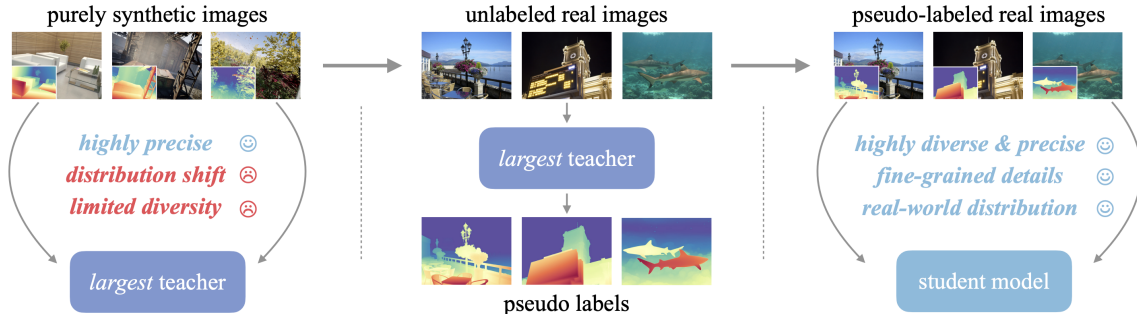 purely synthetic images
highly precise
distribution shift
limited diversity
largest teacher
unlabeled real images
largest teacher
pseudo labels
pseudo-labeled real images
highly diverse & precise
fine-grained details
real-world distribution
student model